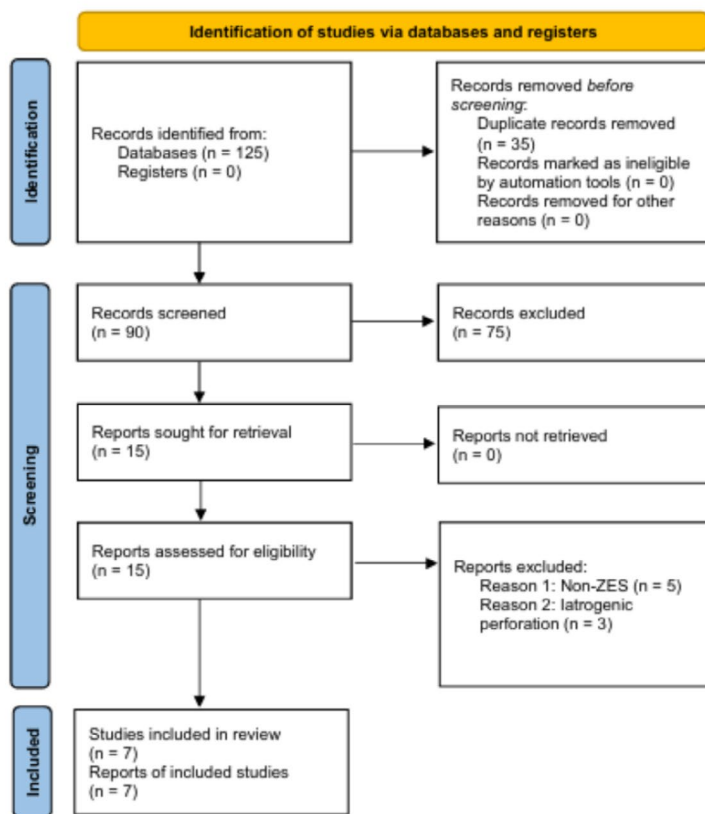 Identification of studies via databases and registers
Identification
Records identified from:
Databases (n = 125)
Registers (n = 0)
Records removed before
screening:
Duplicate records removed
(n = 35)
Records marked as ineligible
by automation tools (n = 0)
Records removed for other
reasons (n = 0)
Screening
Records screened
(n = 90)
Records excluded
(n = 75)
Reports sought for retrieval
(n = 15)
Reports not retrieved
(n = 0)
Reports assessed for eligibility
(n = 15)
Reports excluded:
Reason 1: Non-ZES (n = 5)
Reason 2: Iatrogenic
perforation (n = 3)
Included
Studies included in review
(n = 7)
Reports of included studies
(n = 7)